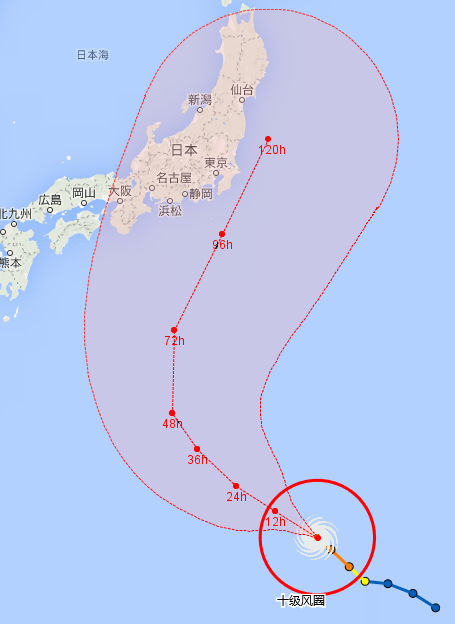 日本海
仙台
新潟
日本
東京
120h
名古屋
静岡
大阪
浜松
岡山
広島
北九州
熊本
96h
72h
48h
36h
24h
12h
十级风圈